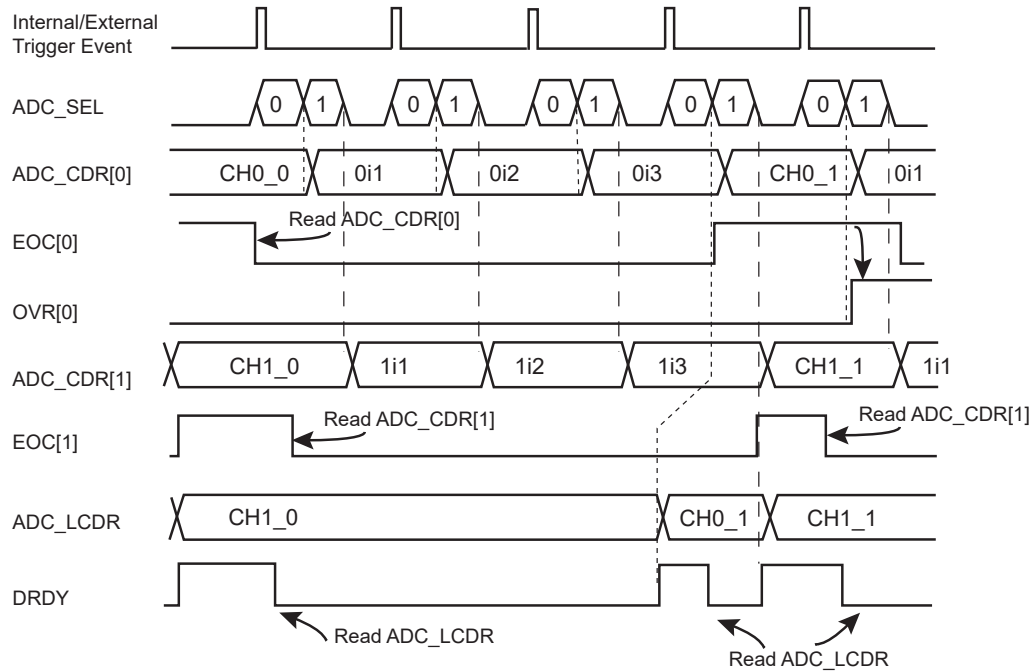 Internal/External
Trigger Event
ADC_SEL
0 1 0 1 0 1 0 1 0 1
ADC_CDR[0]
CH0_0 0i1 0i2 0i3 CH0_1 0i1
Read ADC_CDR[0]
EOC[0]
OVR[0]
ADC_CDR[1]
CH1_0 1i1 1i2 1i3 CH1_1 1i1
Read ADC_CDR[1]
Read ADC_CDR[1]
EOC[1]
ADC_LCDR
CH1_0 CH0_1 CH1_1
DRDY
Read ADC_LCDR
Read ADC_LCDR